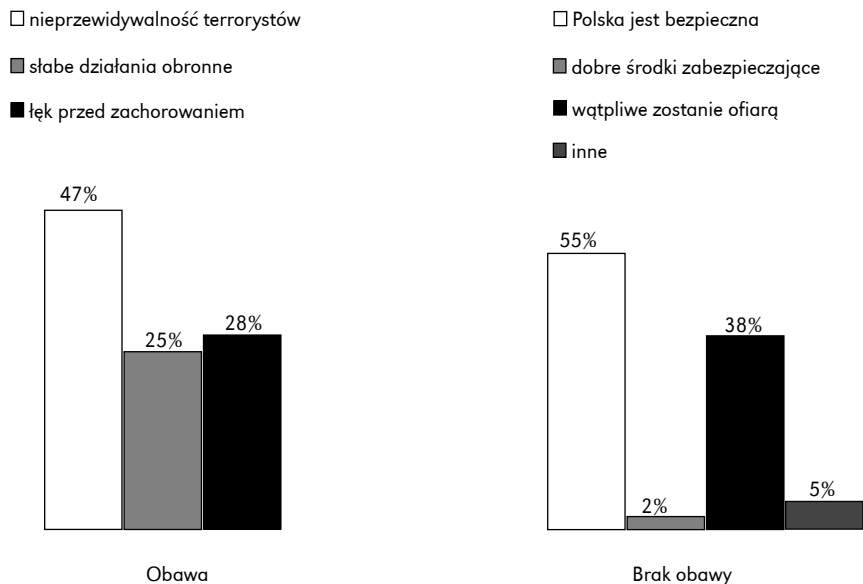 nieprzewidywalność terrorystów
słabe działania obronne
łęk przed zachorowaniem
47%
25%
28%
Obawa
Polska jest bezpieczna
dobre środki zabezpieczające
wątpliwe zostanie ofiarą
inne
55%
2%
38%
5%
Brak obawy